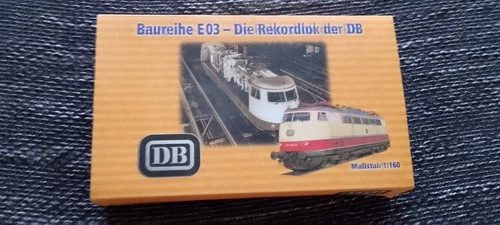 Baureihe E03 – Die Rekordlok der DB
DB
Maßstab 1:160